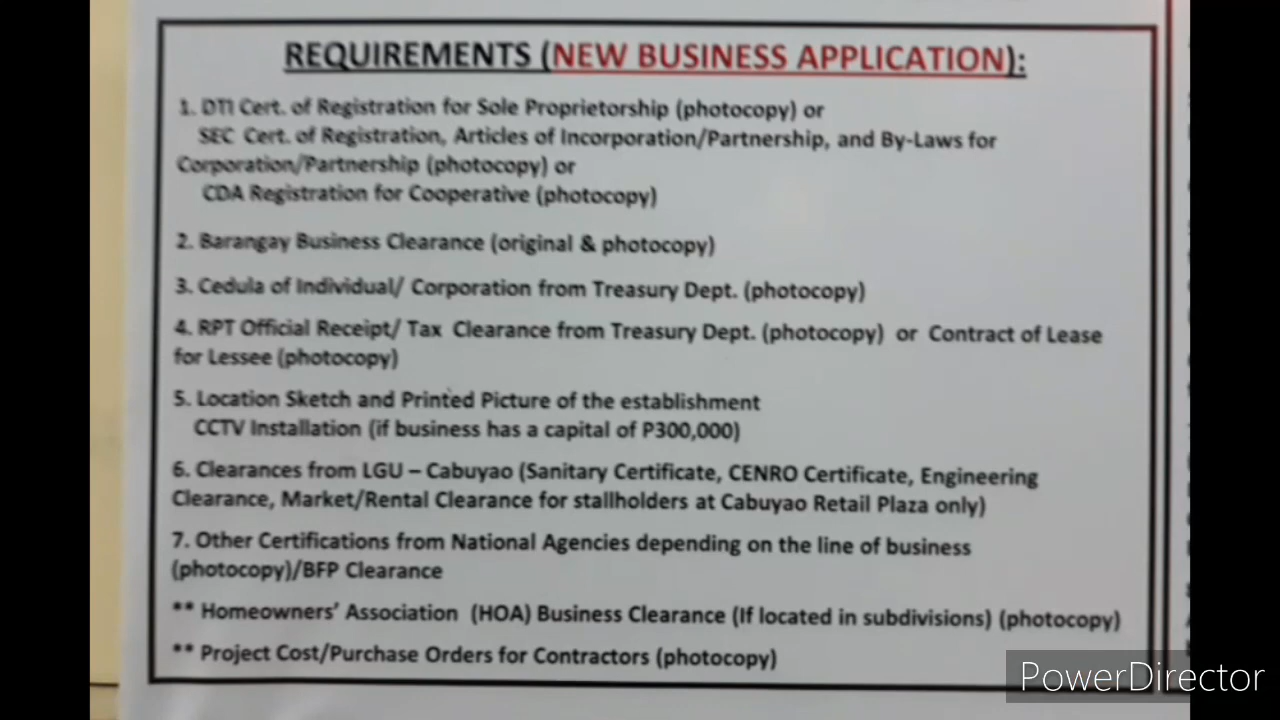 REQUIREMENTS (NEW BUSINESS APPLICATION):
1. DTI Cert. of Registration for Sole Proprietorship (photocopy) or
SEC Cert. of Registration, Articles of Incorporation/Partnership, and By-Laws for
Corporation/Partnership (photocopy) or
CDA Registration for Cooperative (photocopy)
2. Barangay Business Clearance (original & photocopy)
3. Cedula of Individual/ Corporation from Treasury Dept. (photocopy)
4. RPT Official Receipt/ Tax Clearance from Treasury Dept. (photocopy) or Contract of Lease
for Lessee (photocopy)
5. Location Sketch and Printed Picture of the establishment
CCTV Installation (if business has a capital of P300,000)
6. Clearances from LGU – Cabuyao (Sanitary Certificate, CENRO Certificate, Engineering
Clearance, Market/Rental Clearance for stallholders at Cabuyao Retail Plaza only)
7. Other Certifications from National Agencies depending on the line of business
(photocopy)/BFP Clearance
** Homeowners' Association (HOA) Business Clearance (If located in subdivisions) (photocopy)
** Project Cost/Purchase Orders for Contractors (photocopy)
PowerDirector